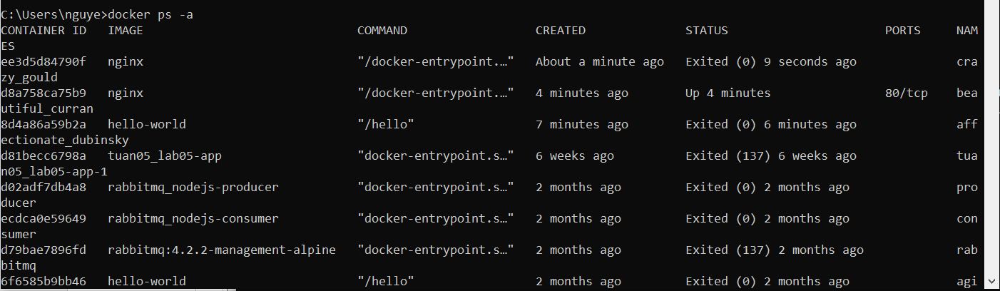 C:\Users\nguye>docker ps -a
CONTAINER ID   IMAGE                              COMMAND                  CREATED              STATUS                      PORTS     NAM
ES
ee3d5d84790f   nginx                              "/docker-entrypoint.…"   About a minute ago   Exited (0) 9 seconds ago              cra
zy_gould
d8a758ca75b9   nginx                              "/docker-entrypoint.…"   4 minutes ago        Up 4 minutes                80/tcp    bea
utiful_curran
8d4a86a59b2a   hello-world                        "/hello"                 7 minutes ago        Exited (0) 6 minutes ago              aff
ectionate_dubinsky
d81becc6798a   tuan05_lab05-app                   "docker-entrypoint.s…"   6 weeks ago          Exited (137) 6 weeks ago              tua
n05_lab05-app-1
d02adf7db4a8   rabbitmq_nodejs-producer           "docker-entrypoint.s…"   2 months ago         Exited (0) 2 months ago               pro
ducer
ecdca0e59649   rabbitmq_nodejs-consumer           "docker-entrypoint.s…"   2 months ago         Exited (0) 2 months ago               con
sumer
d79bae7896fd   rabbitmq:4.2.2-management-alpine   "docker-entrypoint.s…"   2 months ago         Exited (137) 2 months ago             rab
bitmq
6f6585b9bb46   hello-world                        "/hello"                 2 months ago         Exited (0) 2 months ago               agi